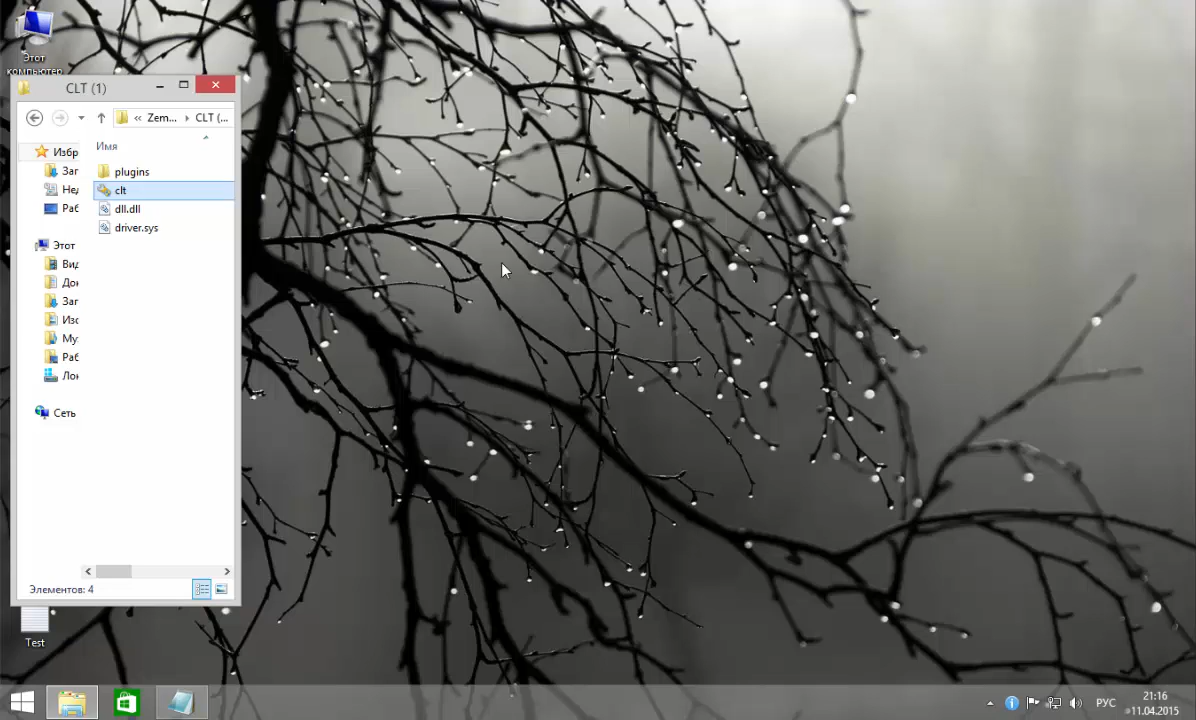 Этот
компьютер
CLT (1)
« Zem... ▸ CLT (...
Имя
Избр
Заг
Нед
Раб
Этот
Вид
Док
Заг
Изо
Му:
Раб
Лок
Сеть
plugins
clt
dll.dll
driver.sys
Элементов: 4
Test
РУС
21:16
11.04.2015